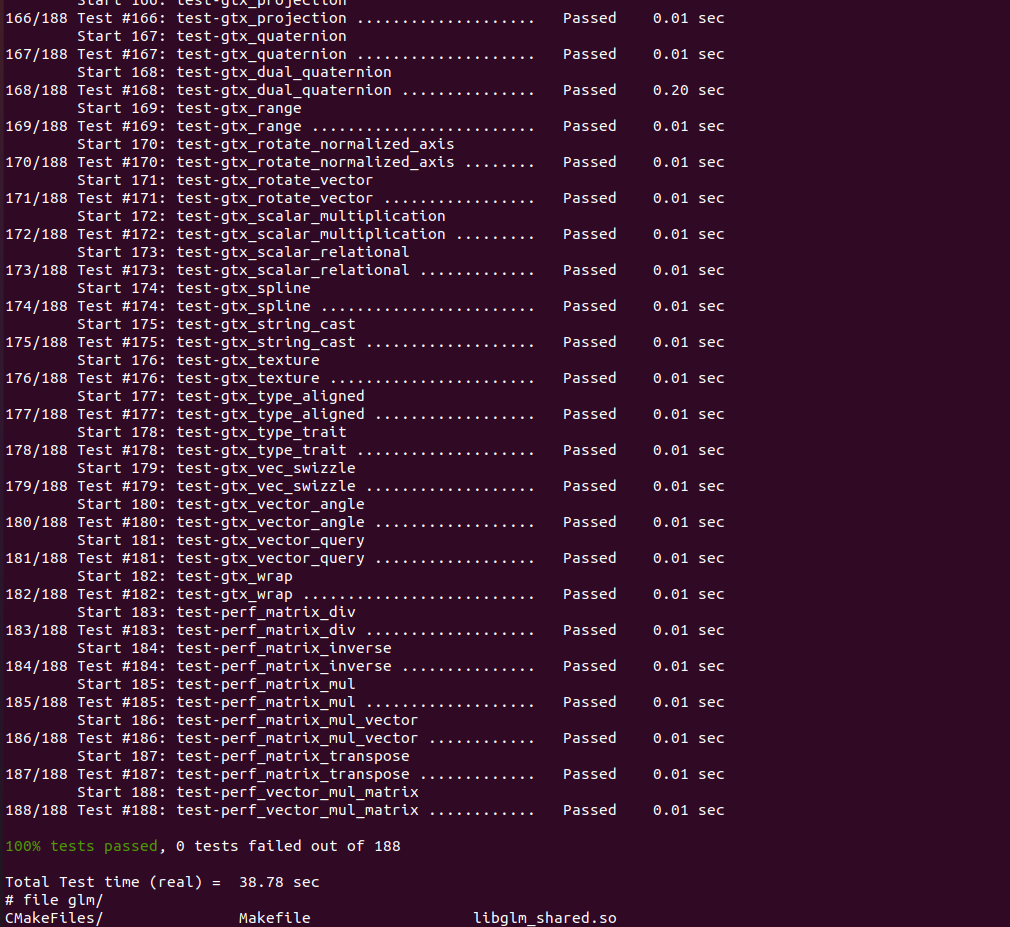 Start 166: test-gtx_projection
166/188 Test #166: test-gtx_projection ....................   Passed    0.01 sec
        Start 167: test-gtx_quaternion
167/188 Test #167: test-gtx_quaternion ....................   Passed    0.01 sec
        Start 168: test-gtx_dual_quaternion
168/188 Test #168: test-gtx_dual_quaternion ...............   Passed    0.20 sec
        Start 169: test-gtx_range
169/188 Test #169: test-gtx_range .........................   Passed    0.01 sec
        Start 170: test-gtx_rotate_normalized_axis
170/188 Test #170: test-gtx_rotate_normalized_axis ........   Passed    0.01 sec
        Start 171: test-gtx_rotate_vector
171/188 Test #171: test-gtx_rotate_vector .................   Passed    0.01 sec
        Start 172: test-gtx_scalar_multiplication
172/188 Test #172: test-gtx_scalar_multiplication .........   Passed    0.01 sec
        Start 173: test-gtx_scalar_relational
173/188 Test #173: test-gtx_scalar_relational .............   Passed    0.01 sec
        Start 174: test-gtx_spline
174/188 Test #174: test-gtx_spline ........................   Passed    0.01 sec
        Start 175: test-gtx_string_cast
175/188 Test #175: test-gtx_string_cast ...................   Passed    0.01 sec
        Start 176: test-gtx_texture
176/188 Test #176: test-gtx_texture .......................   Passed    0.01 sec
        Start 177: test-gtx_type_aligned
177/188 Test #177: test-gtx_type_aligned ..................   Passed    0.01 sec
        Start 178: test-gtx_type_trait
178/188 Test #178: test-gtx_type_trait ....................   Passed    0.01 sec
        Start 179: test-gtx_vec_swizzle
179/188 Test #179: test-gtx_vec_swizzle ...................   Passed    0.01 sec
        Start 180: test-gtx_vector_angle
180/188 Test #180: test-gtx_vector_angle ..................   Passed    0.01 sec
        Start 181: test-gtx_vector_query
181/188 Test #181: test-gtx_vector_query ..................   Passed    0.01 sec
        Start 182: test-gtx_wrap
182/188 Test #182: test-gtx_wrap ..........................   Passed    0.01 sec
        Start 183: test-perf_matrix_div
183/188 Test #183: test-perf_matrix_div ...................   Passed    0.01 sec
        Start 184: test-perf_matrix_inverse
184/188 Test #184: test-perf_matrix_inverse ...............   Passed    0.01 sec
        Start 185: test-perf_matrix_mul
185/188 Test #185: test-perf_matrix_mul ...................   Passed    0.01 sec
        Start 186: test-perf_matrix_mul_vector
186/188 Test #186: test-perf_matrix_mul_vector ............   Passed    0.01 sec
        Start 187: test-perf_matrix_transpose
187/188 Test #187: test-perf_matrix_transpose .............   Passed    0.01 sec
        Start 188: test-perf_vector_mul_matrix
188/188 Test #188: test-perf_vector_mul_matrix ............   Passed    0.01 sec

100% tests passed, 0 tests failed out of 188

Total Test time (real) =  38.78 sec
# file glm/
CMakeFiles/               Makefile                  libglm_shared.so